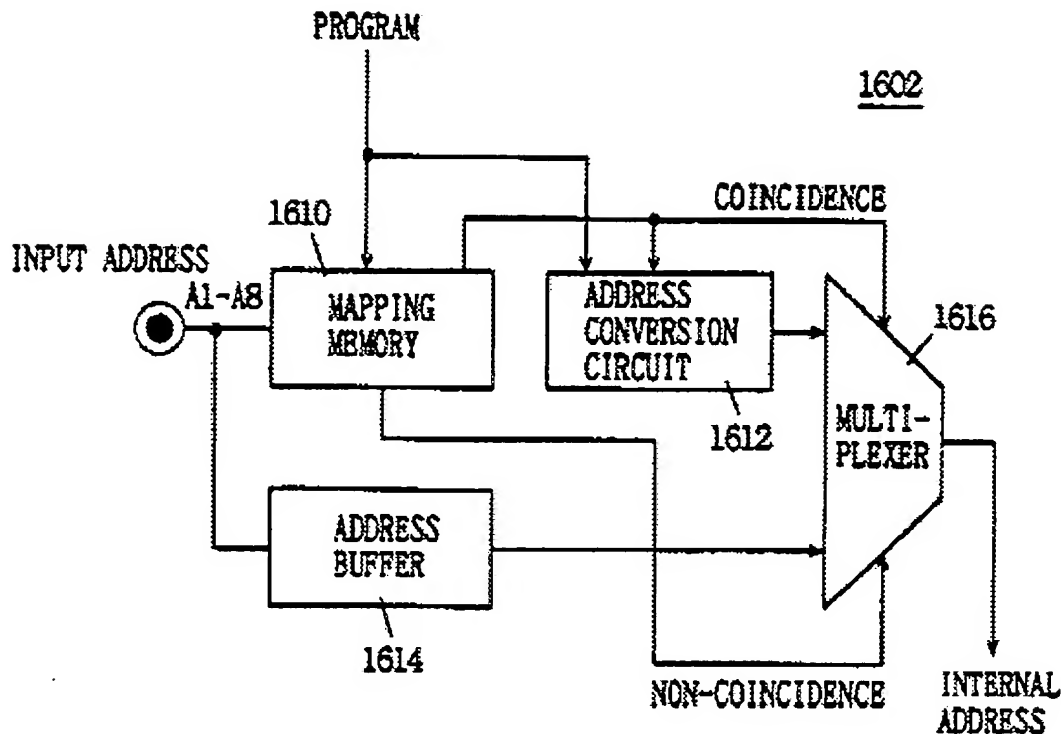 PROGRAM
1602
COINCIDENCE
1610
INPUT ADDRESS
A1-A8
MAPPING
MEMORY
ADDRESS
CONVERSION
CIRCUIT
1616
1612
MULTI-
PLEXER
ADDRESS
BUFFER
1614
NON-COINCIDENCE
INTERNAL
ADDRESS